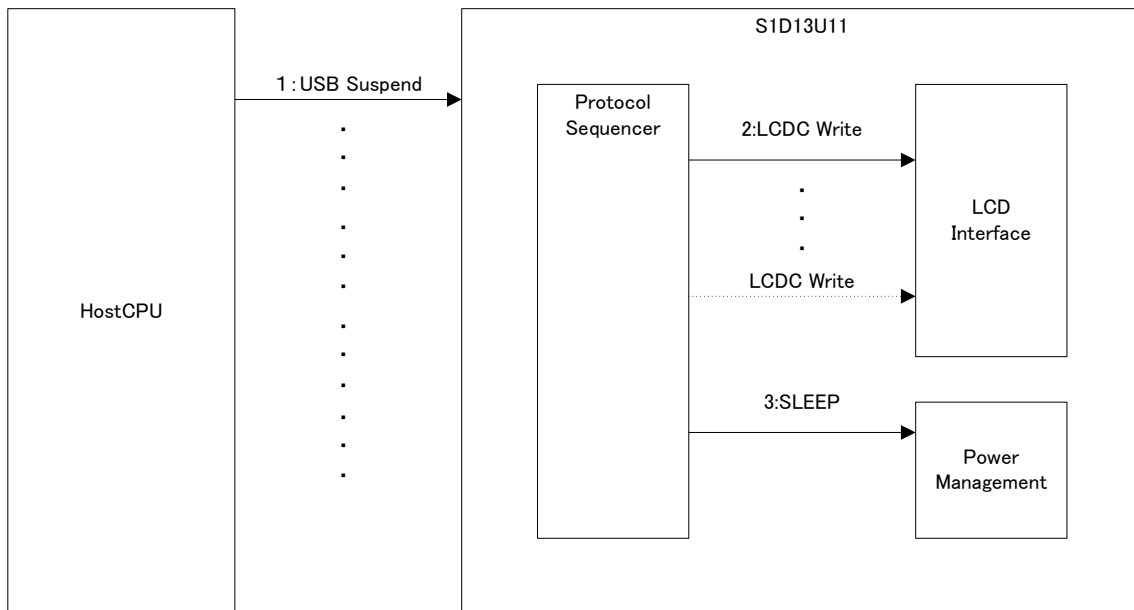 S1D13U11
1:USB Suspend
Protocol
Sequencer
2:LCDC Write
LCD
Interface
LCDC Write
HostCPU
3:SLEEP
Power
Management